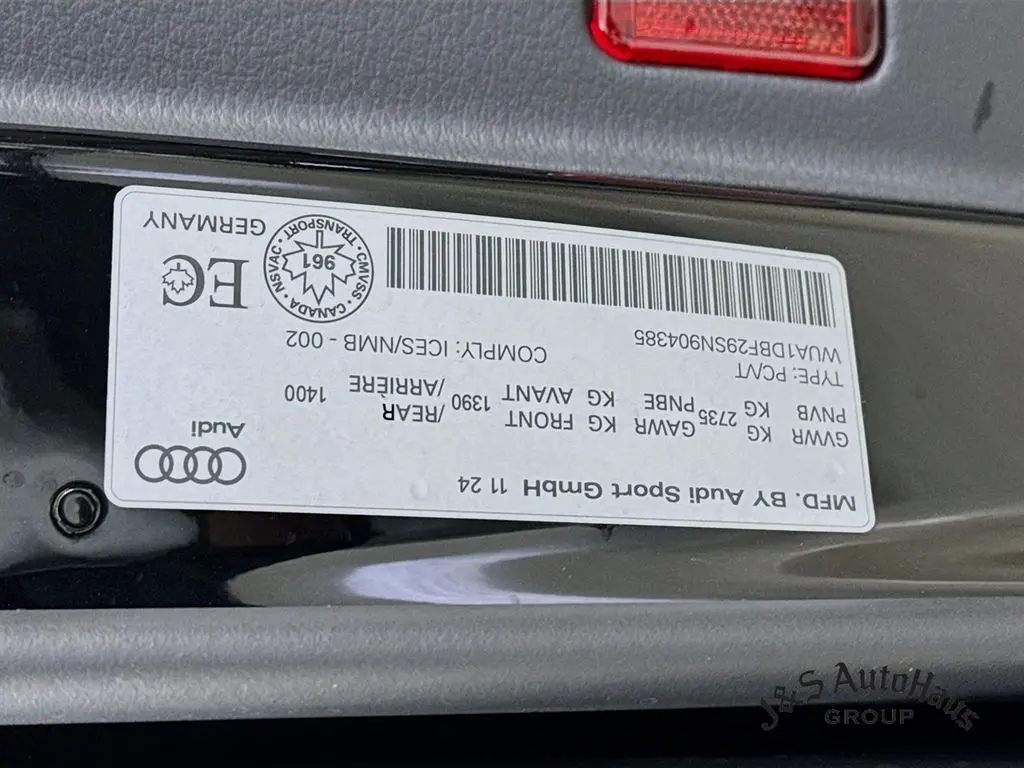 MFD. BY Audi Sport GmbH 11 24
Audi
GVWR KG GAWR KG FRONT /REAR
PNVB KG 2735 PNBE KG AVANT 1390 /ARRIÈRE 1400
TYPE: PC/VT
COMPLY: ICES/NMB - 002
WUA1DBF29SN904385
CANADA • NSVAC • TRANSPORT • CMVSS •
961
EC
GERMANY
J&S AutoHaus
GROUP